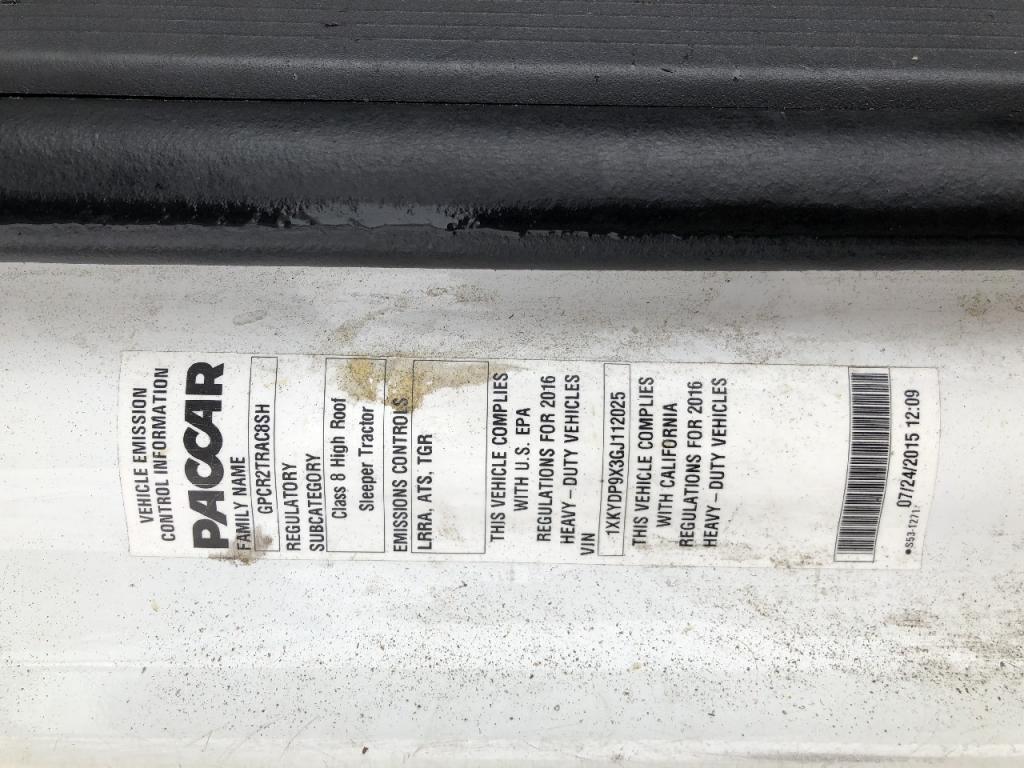 VEHICLE EMISSION
CONTROL INFORMATION
PACCAR
FAMILY NAME
GPCR2TRAC8SH
REGULATORY
SUBCATEGORY
Class 8 High Roof
Sleeper Tractor
EMISSIONS CONTROLS
LRRA, ATS, TGR
THIS VEHICLE COMPLIES
WITH U.S. EPA
REGULATIONS FOR 2016
HEAVY-DUTY VEHICLES
VIN
1XKYDP9X3GJ112025
THIS VEHICLE COMPLIES
WITH CALIFORNIA
REGULATIONS FOR 2016
HEAVY-DUTY VEHICLES
07/24/2015 12:09